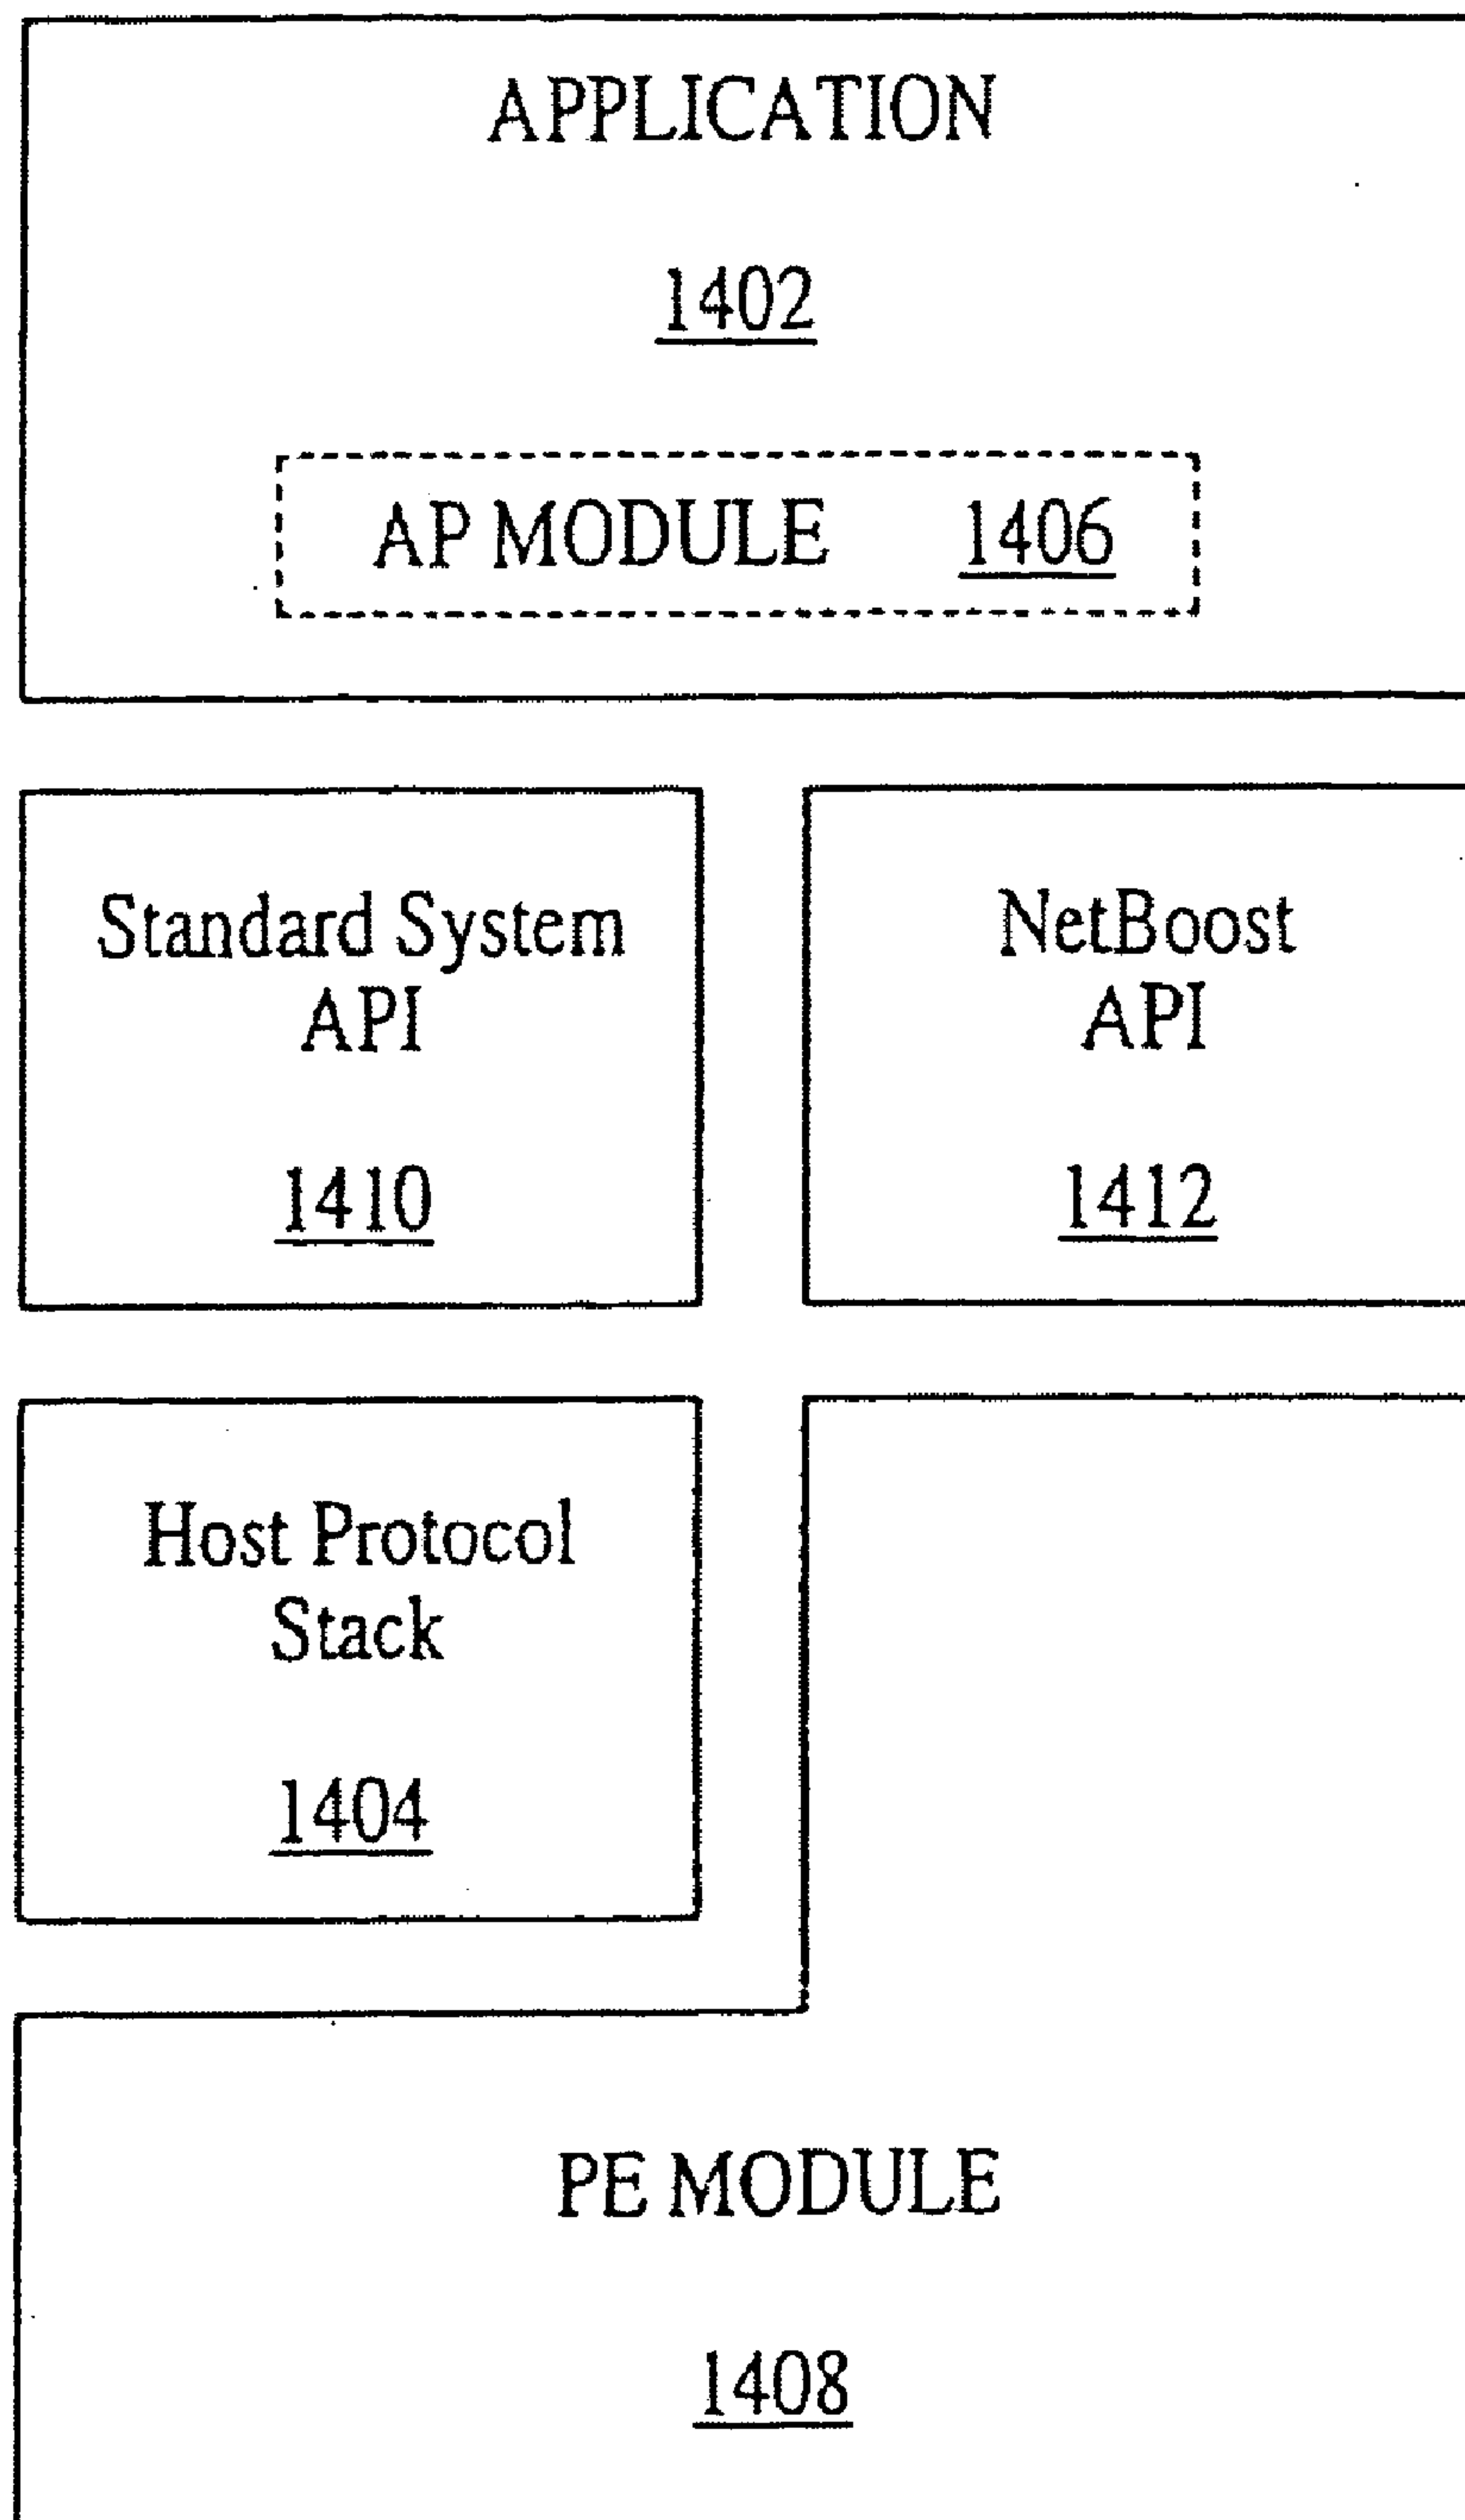 APPLICATION
1402
AP MODULE 1406
Standard System
API
1410
NetBoost
API
1412
Host Protocol
Stack
1404
PE MODULE
1408